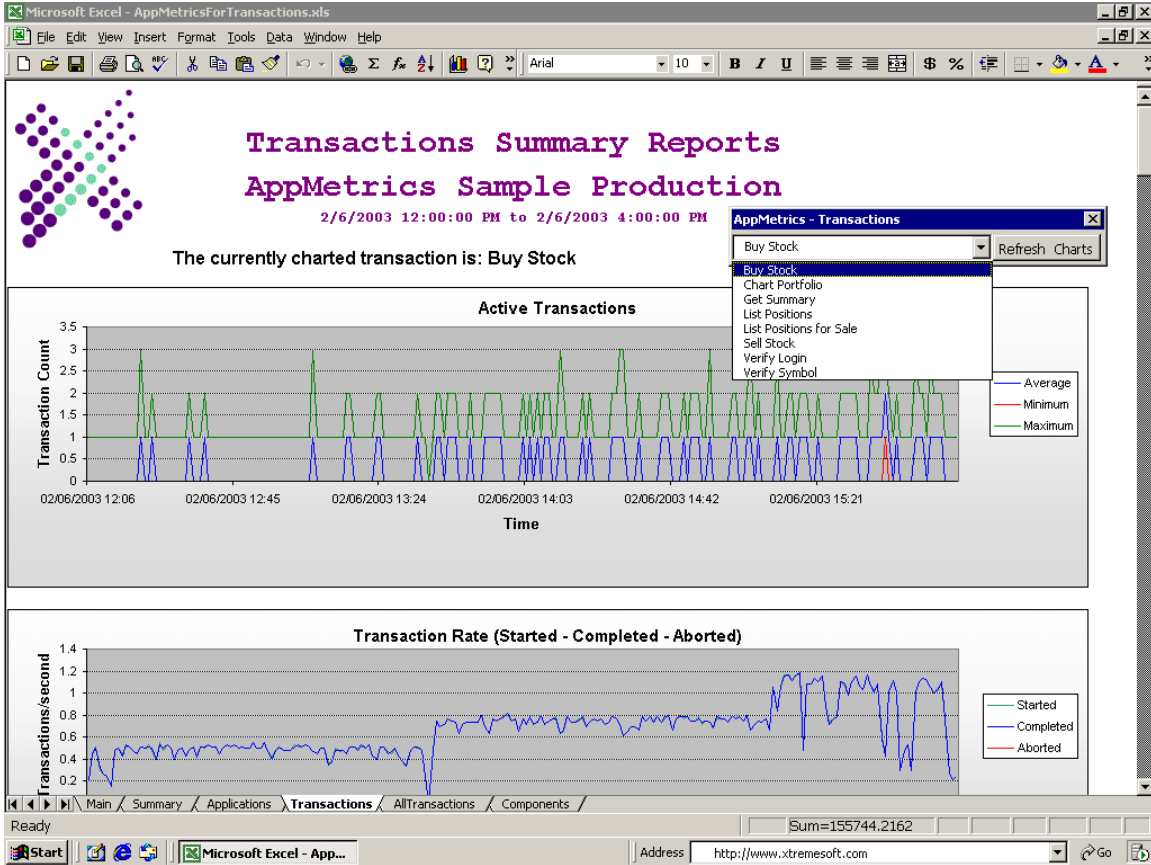 Microsoft Excel - AppMetricsForTransactions.xls
File Edit View Insert Format Tools Data Window Help
ABC Arial 10 B I U $ %
Transactions Summary Reports
AppMetrics Sample Production
2/6/2003 12:00:00 PM to 2/6/2003 4:00:00 PM
AppMetrics - Transactions
Buy Stock
Refresh Charts
The currently charted transaction is: Buy Stock
Buy Stock
Chart Portfolio
Get Summary
List Positions
List Positions for Sale
Sell Stock
Verify Login
Verify Symbol
Active Transactions
Transaction Count
3.5
3
2.5
2
1.5
1
0.5
0
02/06/2003 12:06 02/06/2003 12:45 02/06/2003 13:24 02/06/2003 14:03 02/06/2003 14:42 02/06/2003 15:21
Time
Average
Minimum
Maximum
Transaction Rate (Started - Completed - Aborted)
Transactions/second
1.4
1.2
1
0.8
0.6
0.4
0.2
Started
Completed
Aborted
Main Summary Applications Transactions AllTransactions Components
Ready
Sum=155744.2162
Start Microsoft Excel - App... Address http://www.xtremesoft.com Go